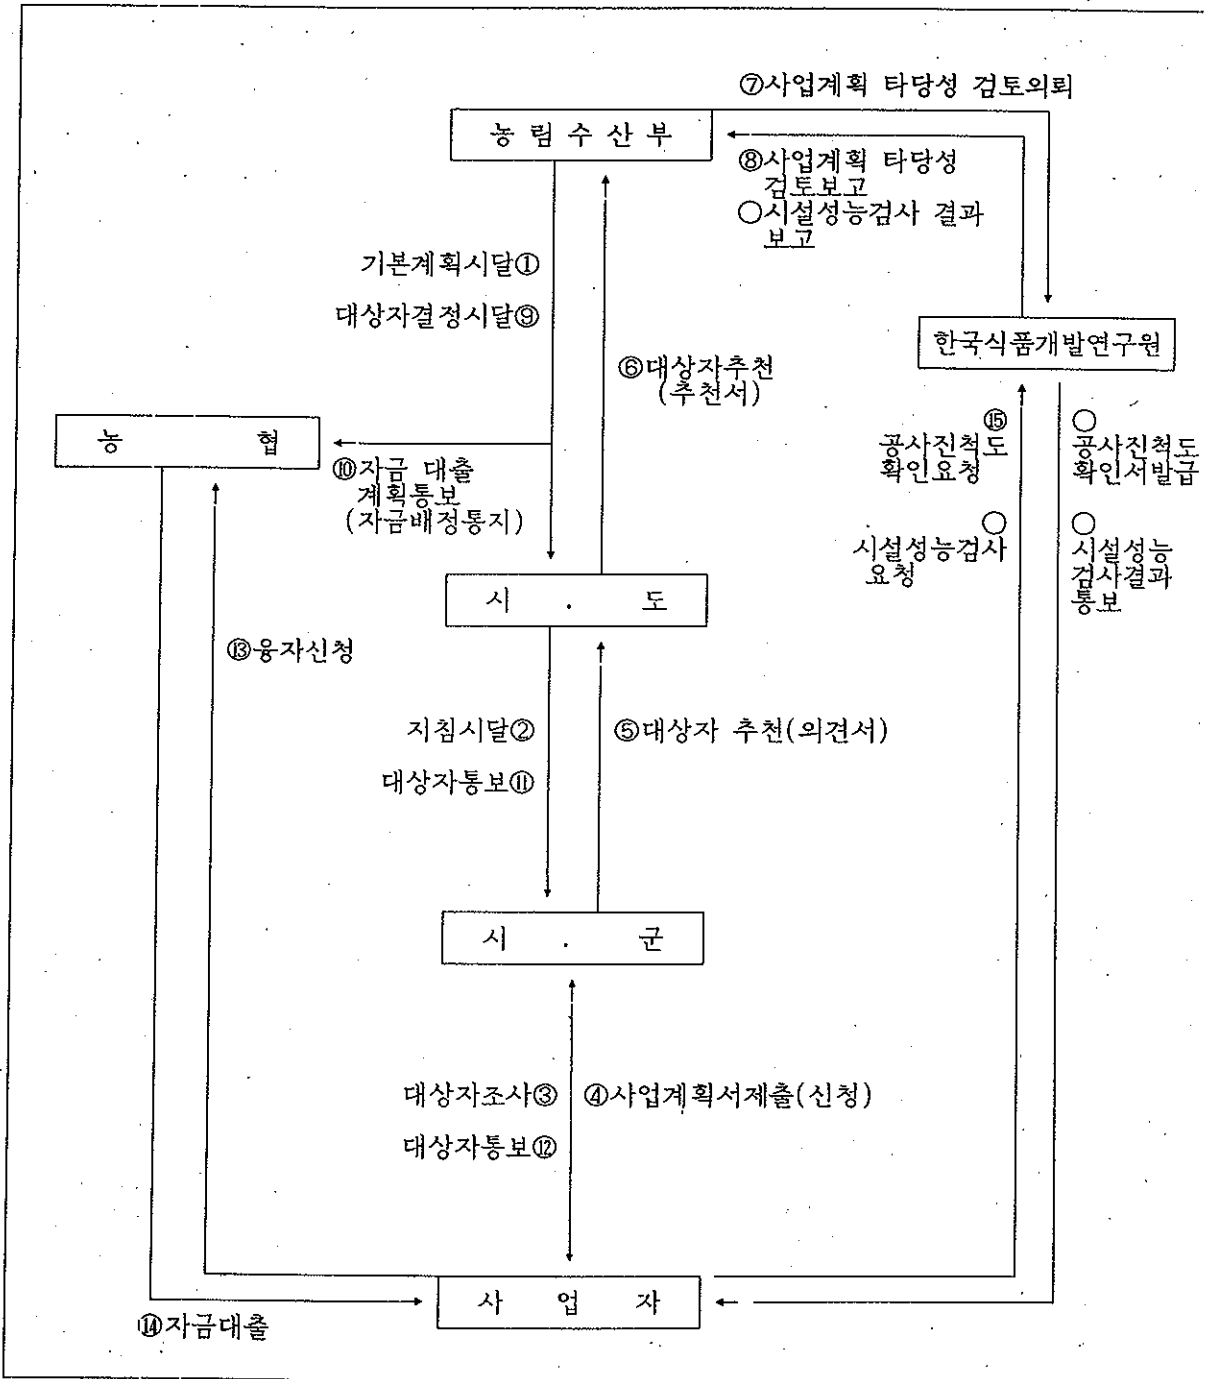 ⑦사업계획 타당성 검토의뢰
농 림 수 산 부
⑧사업계획 타당성
검토보고
○시설성능검사 결과
보고
기본계획시달①
대상자결정시달⑨
한국식품개발연구원
⑥대상자추천
(추천서)
농 협
⑩자금 대출
계획통보
(자금배정통지)
⑮
공사진척도
확인요청
○
공사진척도
확인서발급
○
시설성능검사
요청
○
시설성능
검사결과
통보
시 . 도
⑬융자신청
지침시달②
⑤대상자 추천(의견서)
대상자통보⑪
시 . 군
대상자조사③
④사업계획서제출(신청)
대상자통보⑫
사 업 자
⑭자금대출